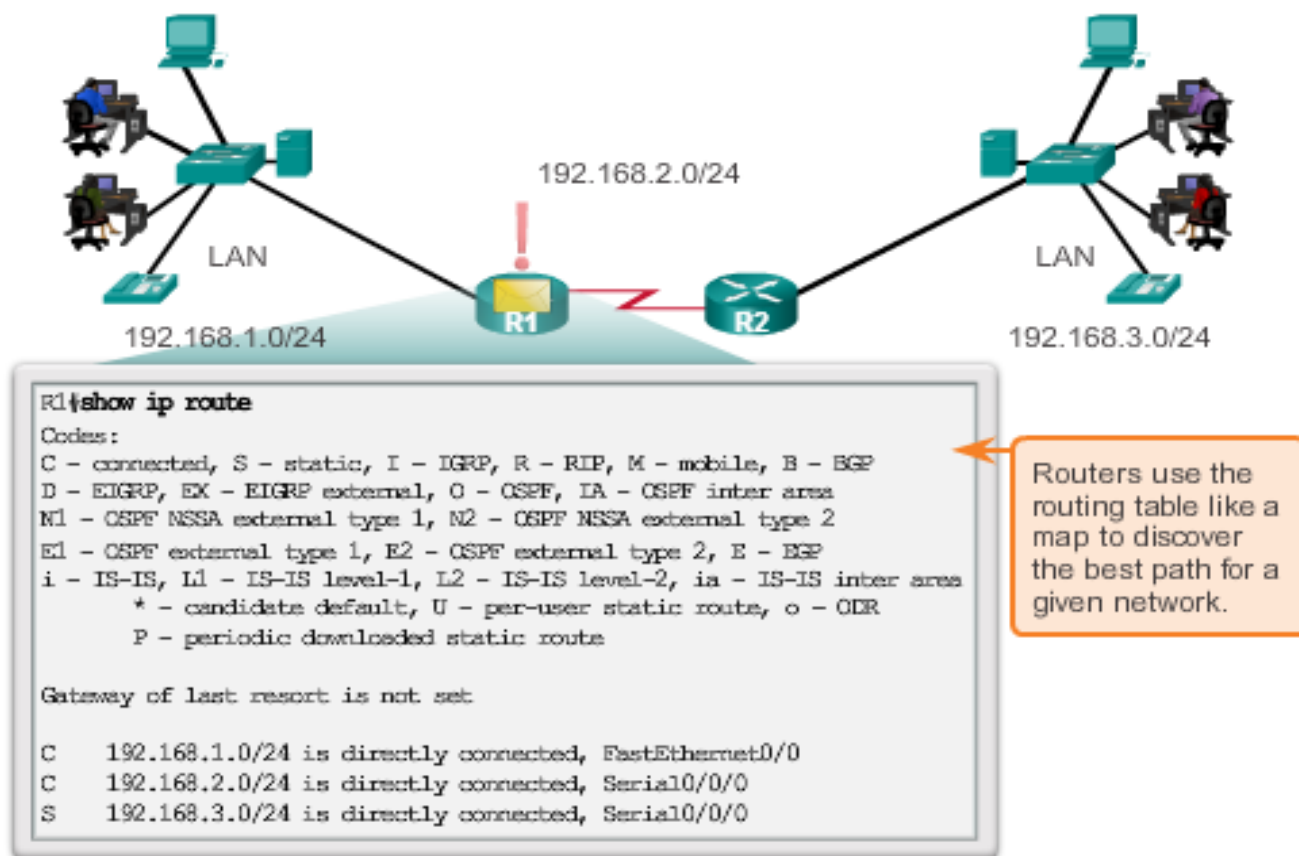 192.168.2.0/24
LAN
LAN
R1
R2
192.168.1.0/24
192.168.3.0/24
R1#show ip route
Codes:
C - connected, S - static, I - IGRP, R - RIP, M - mobile, B - BGP
D - EIGRP, EX - EIGRP external, O - OSPF, IA - OSPF inter area
N1 - OSPF NSSA external type 1, N2 - OSPF NSSA external type 2
E1 - OSPF external type 1, E2 - OSPF external type 2, E - EGP
i - IS-IS, L1 - IS-IS level-1, L2 - IS-IS level-2, ia - IS-IS inter area
* - candidate default, U - per-user static route, o - ODR
P - periodic downloaded static route
Gateway of last resort is not set
C 192.168.1.0/24 is directly connected, FastEthernet0/0
C 192.168.2.0/24 is directly connected, Serial0/0/0
S 192.168.3.0/24 is directly connected, Serial0/0/0
Routers use the
routing table like a
map to discover
the best path for a
given network.